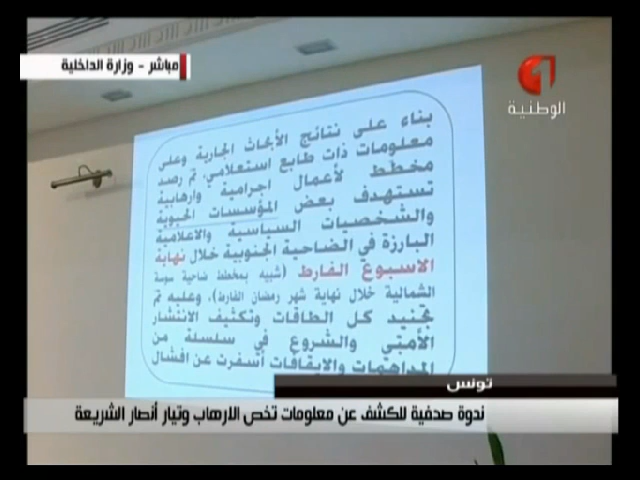 مباشر - وزارة الداخلية
1
الوطنية
بناء على نتائج الأبحاث الجارية وعلى
معلومات ذات طابع استعلامي، تم رصد
مخطط لأعمال اجرامية وارهابية
تستهدف بعض المؤسسات الحيوية
والشخصيات السياسية والاعلامية
البارزة في الضاحية الجنوبية خلال نهاية
الاسبوع الفارط (شبيه بمخطط ضاحية سوسة
الشمالية خلال نهاية شهر رمضان الفارط)، وعليه تم
تجنيد كل الطاقات وتكثيف الانتشار
الأمني والشروع في سلسلة من
المداهمات والايقافات أسفرت عن افشال
تونس
ندوة صحفية للكشف عن معلومات تخص الارهاب وتيار أنصار الشريعة